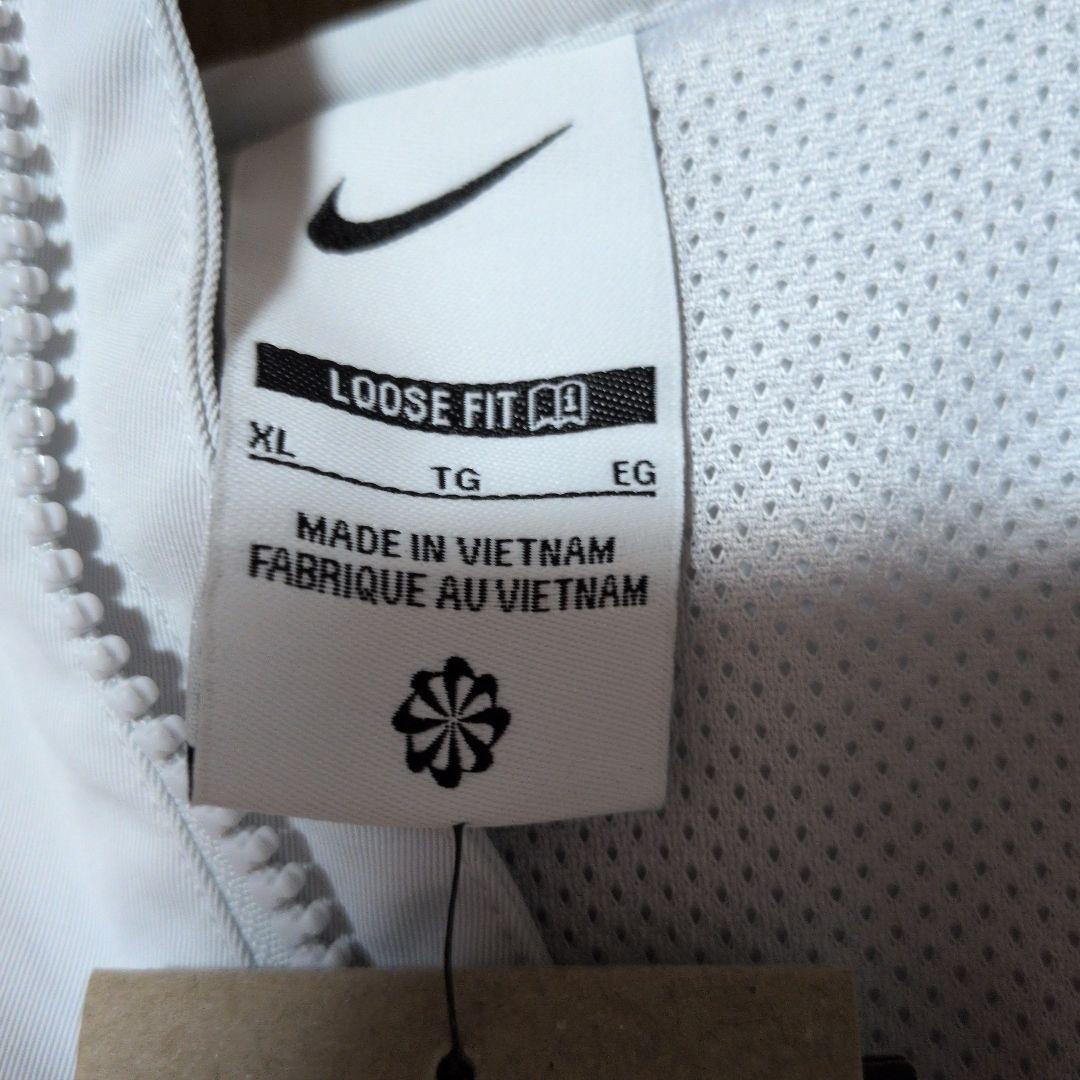 LOOSE FIT i
XL TG EG
MADE IN VIETNAM
FABRIQUE AU VIETNAM